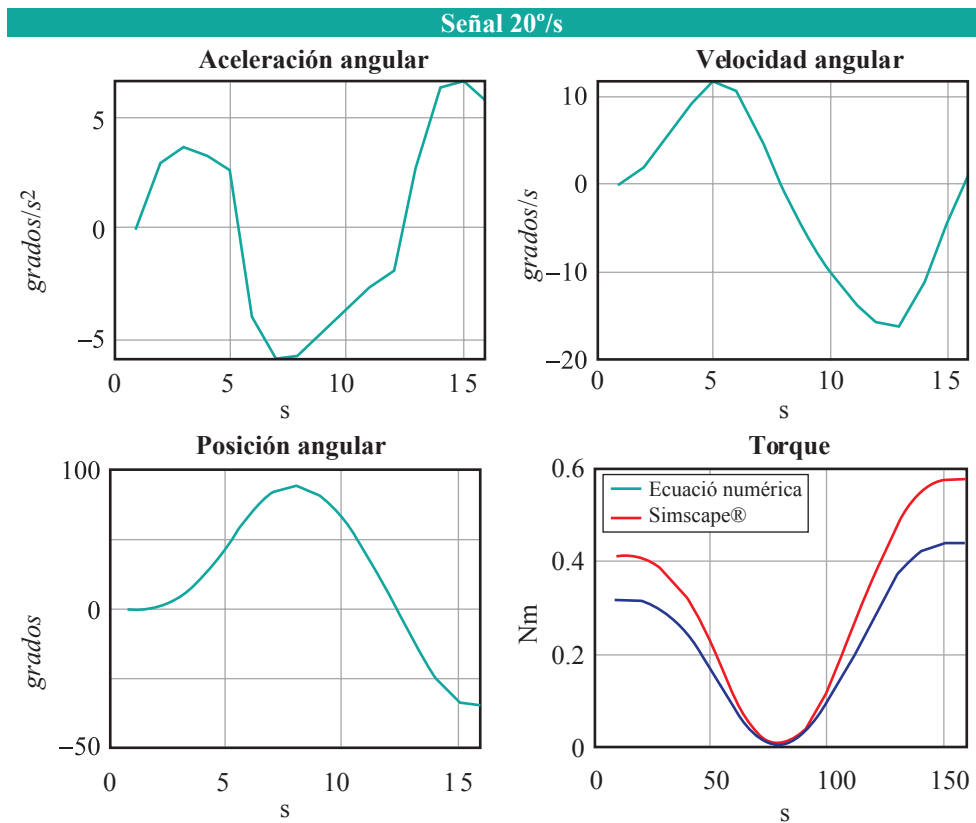 Señal 20º/s
Aceleración angular
5
0
−5
grados/s²
0 5 10 15
s
Velocidad angular
10
0
−10
−20
grados/s
0 5 10 15
s
Posición angular
100
0
−50
grados
0 5 10 15
s
Torque
0.6
0.4
0.2
0
Nm
Ecuació numérica
Simscape®
0 50 100 150
s